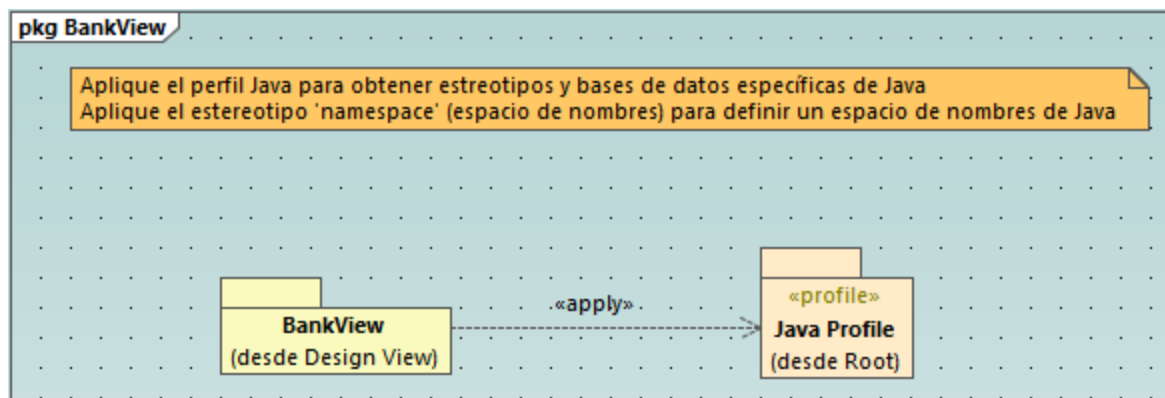 pkg BankView
Aplique el perfil Java para obtener estreotipos y bases de datos específicas de Java
Aplique el estereotipo 'namespace' (espacio de nombres) para definir un espacio de nombres de Java
«apply»
BankView
(desde Design View)
«profile»
Java Profile
(desde Root)